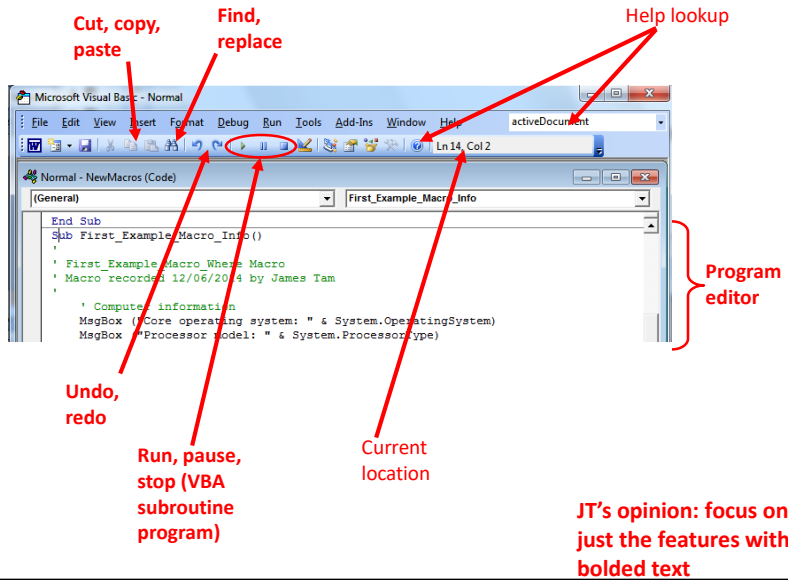 Cut, copy,
paste
Find,
replace
Help lookup
Microsoft Visual Basic - Normal
File Edit View Insert Format Debug Run Tools Add-Ins Window Help activeDocument
Ln 14, Col 2
Normal - NewMacros (Code)
(General) First_Example_Macro_Info
End Sub
Sub First_Example_Macro_Info()
'
' First_Example_Macro_Where Macro
' Macro recorded 12/06/2014 by James Tam
'
' Computer information
MsgBox ("Core operating system: " & System.OperatingSystem)
MsgBox ("Processor model: " & System.ProcessorType)
Program
editor
Undo,
redo
Run, pause,
stop (VBA
subroutine
program)
Current
location
JT's opinion: focus on
just the features with
bolded text